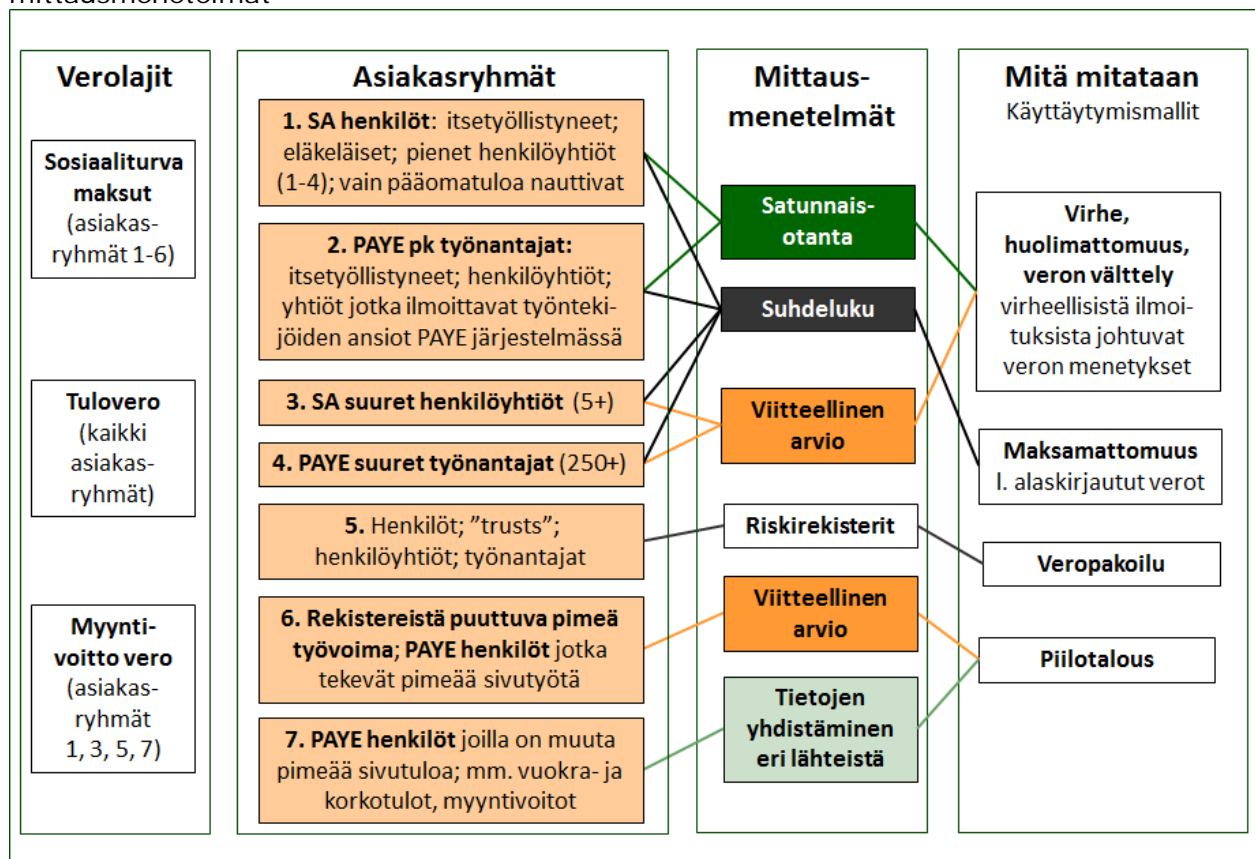 mittausmenetelmät
Verolajit
Sosiaaliturva
maksut
(asiakas-
ryhmät 1-6)
Tulovero
(kaikki
asiakas-
ryhmät)
Myynti-
voitto vero
(asiakas-
ryhmät
1, 3, 5, 7)
Asiakasryhmät
1. SA henkilöt: itsetyöllistyneet;
eläkeläiset; pienet henkilöyhtiöt
(1-4); vain pääomatuloa nauttivat
2. PAYE pk työnantajat:
itsetyöllistyneet; henkilöyhtiöt;
yhtiöt jotka ilmoittavat työnteki-
jöiden ansiot PAYE järjestelmässä
3. SA suuret henkilöyhtiöt (5+)
4. PAYE suuret työnantajat (250+)
5. Henkilöt; ”trusts”;
henkilöyhtiöt; työnantajat
6. Rekistereistä puuttuva pimeä
työvoima; PAYE henkilöt jotka
tekevät pimeää sivutyötä
7. PAYE henkilöt joilla on muuta
pimeää sivutuloa; mm. vuokra- ja
korkotulot, myyntivoitot
Mittaus-
menetelmät
Satunnais-
otanta
Suhdeluku
Viitteellinen
arvio
Riskirekisterit
Viitteellinen
arvio
Tietojen
yhdistäminen
eri lähteistä
Mitä mitataan
Käyttäytymismallit
Virhe,
huolimattomuus,
veron välttely
virheellisistä ilmoi-
tuksista johtuvat
veron menetykset
Maksamattomuus
l. alaskirjautut verot
Veropakoilu
Piilotalous